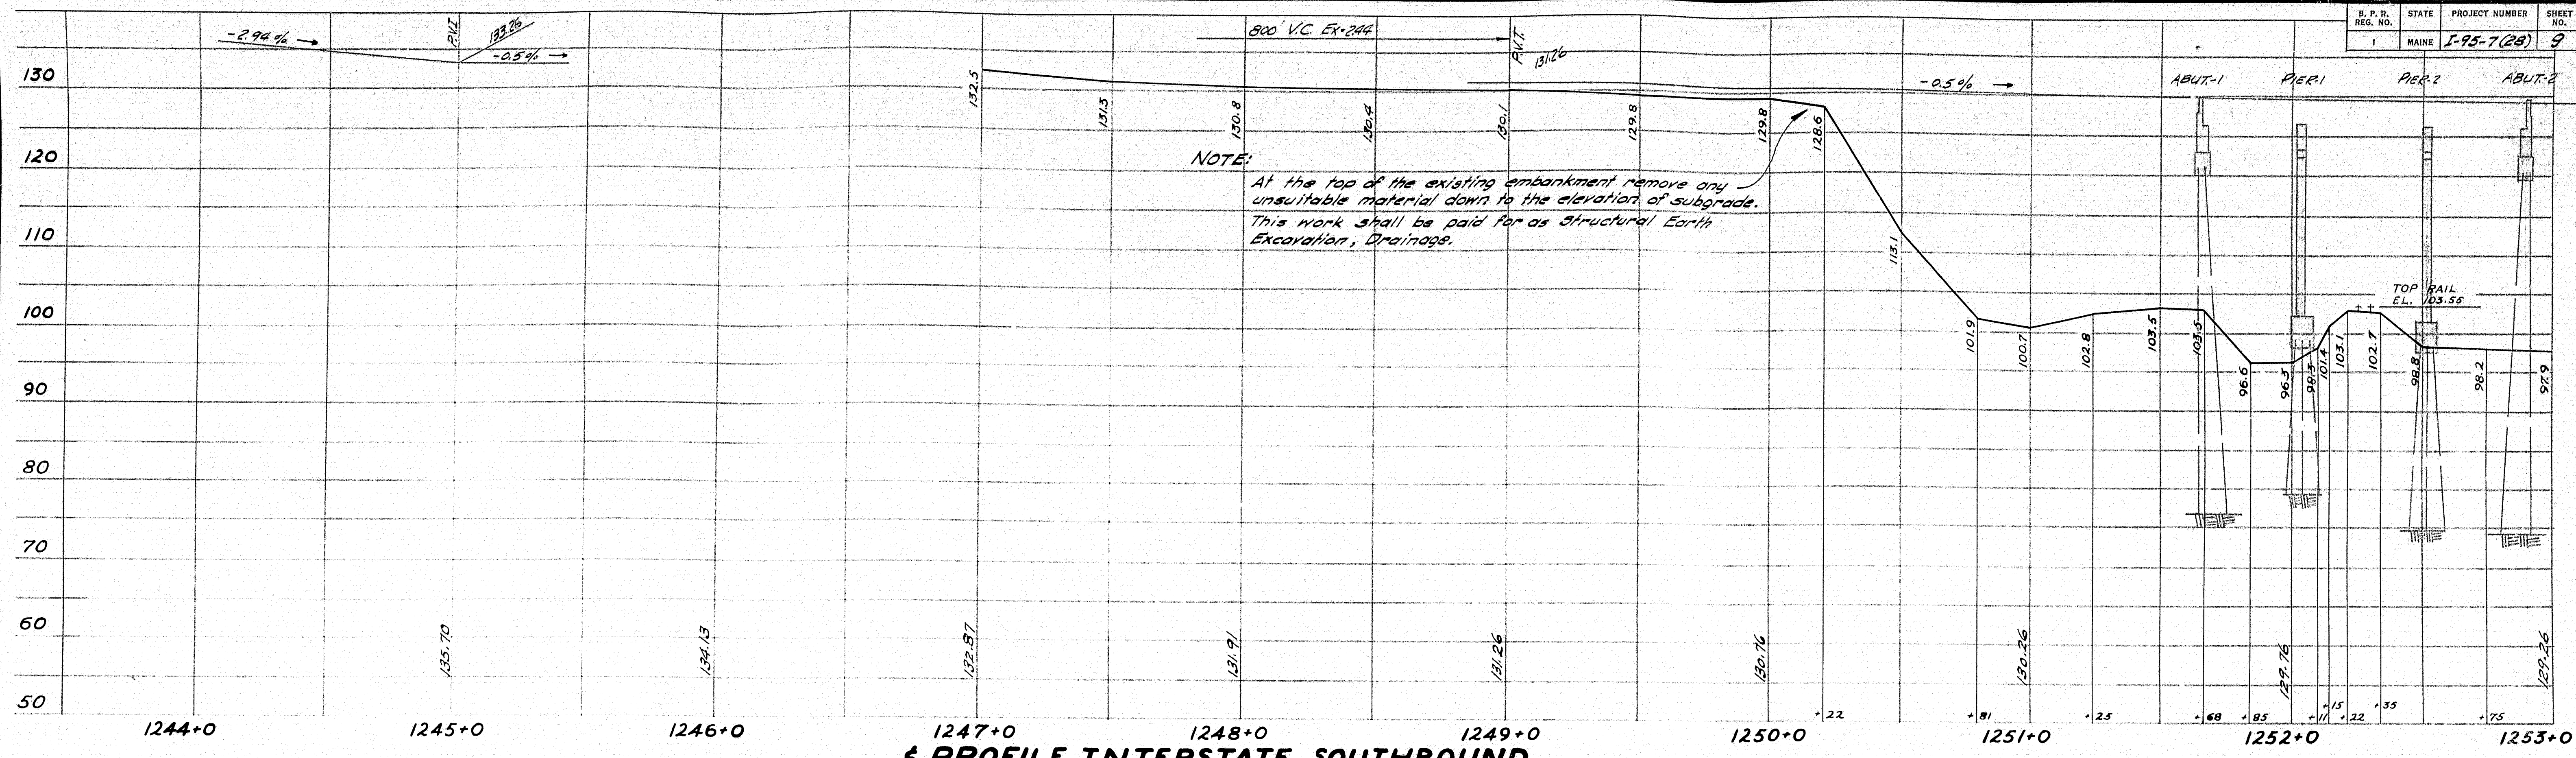 B. P. R. REG. NO. STATE PROJECT NUMBER SHEET NO.
1 MAINE I-95-7(28) 9
-2.94%
P.V.I.
133.26
-0.5%
800' V.C. Ex=2.44
P.V.T.
131.26
-0.5%
ABUT.-1 PIER-1 PIER-2 ABUT-2
130
120
110
100
90
80
70
60
50
132.5
131.3
130.8
130.4
130.1
129.8
129.8
128.6
113.1
101.9
100.7
102.8
103.5
103.5
96.6
96.3
98.3
101.4
103.1
102.7
98.8
98.2
97.9
NOTE:
At the top of the existing embankment remove any
unsuitable material down to the elevation of subgrade.
This work shall be paid for as Structural Earth
Excavation, Drainage.
TOP RAIL
EL. 103.55
135.70
134.13
132.87
131.91
131.26
130.76
130.26
129.76
129.26
+22 +81 +25 +68 +85 +11 +15 +22 +35 +75
1244+0 1245+0 1246+0 1247+0 1248+0 1249+0 1250+0 1251+0 1252+0 1253+0
PROFILE INTERSTATE SOUTHBOUND